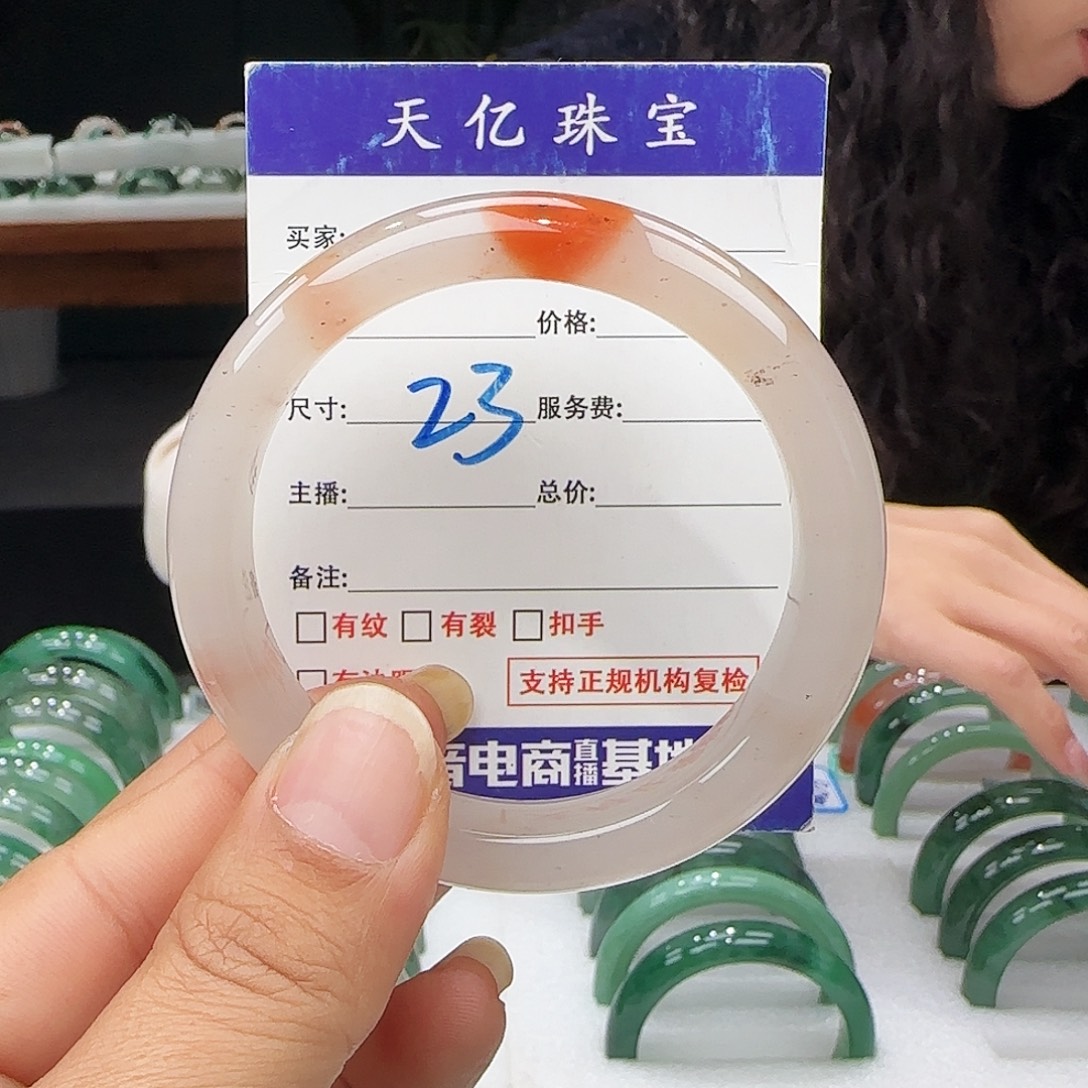 天亿珠宝
买家:
价格:
尺寸: 23 服务费:
主播: 总价:
备注:
有纹 有裂 扣手
支持正规机构复检
电商直播基地